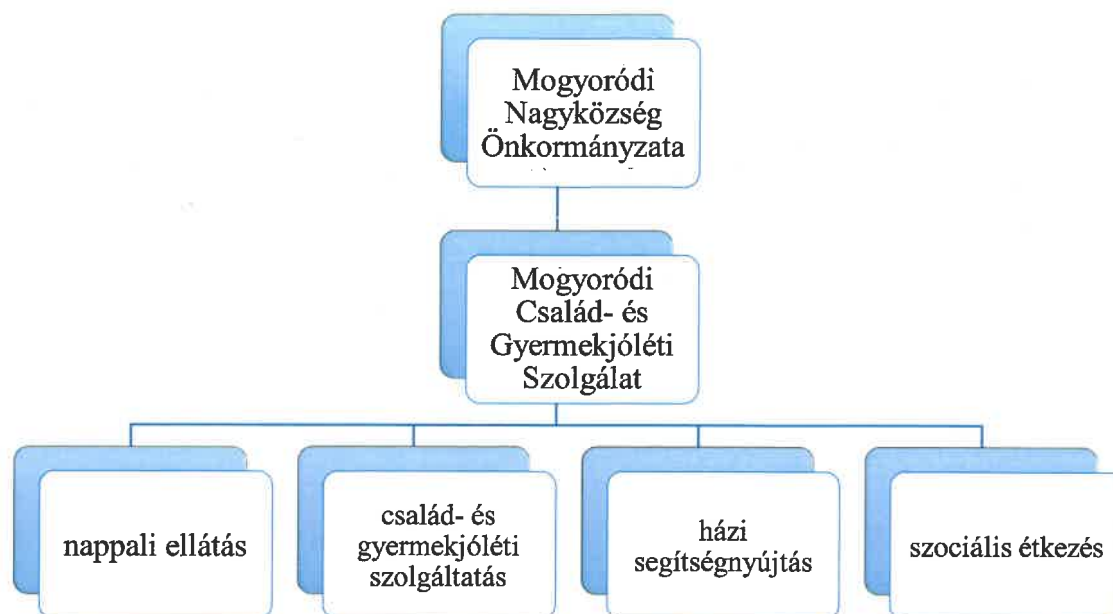 Mogyoródi
Nagyközség
Önkormányzata
Mogyoródi
Család- és
Gyermekjóléti
Szolgálat
nappali ellátás
család- és
gyermekjóléti
szolgáltatás
házi
segítségnyújtás
szociális étkezés